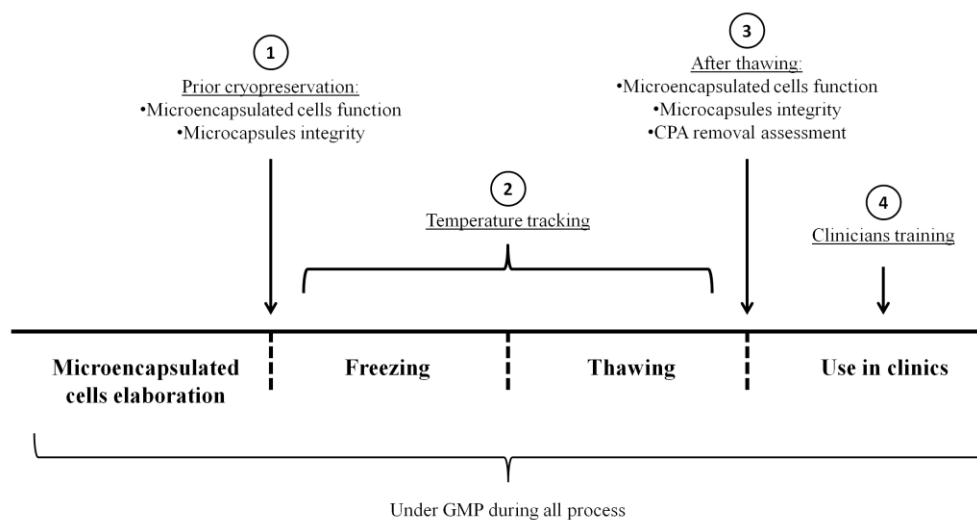 1
Prior cryopreservation:
•Microencapsulated cells function
•Microcapsules integrity
2
Temperature tracking
3
After thawing:
•Microencapsulated cells function
•Microcapsules integrity
•CPA removal assessment
4
Clinicians training
Microencapsulated
cells elaboration
Freezing
Thawing
Use in clinics
Under GMP during all process